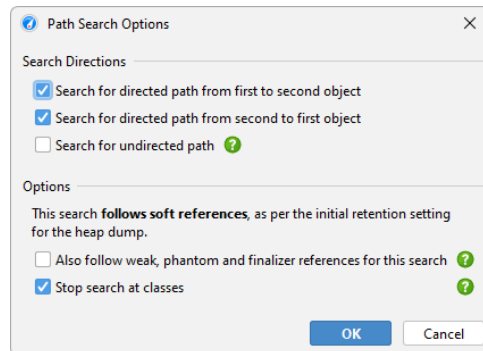 Path Search Options
Search Directions
Search for directed path from first to second object
Search for directed path from second to first object
Search for undirected path ?
Options
This search follows soft references, as per the initial retention setting
for the heap dump.
Also follow weak, phantom and finalizer references for this search ?
Stop search at classes ?
OK Cancel